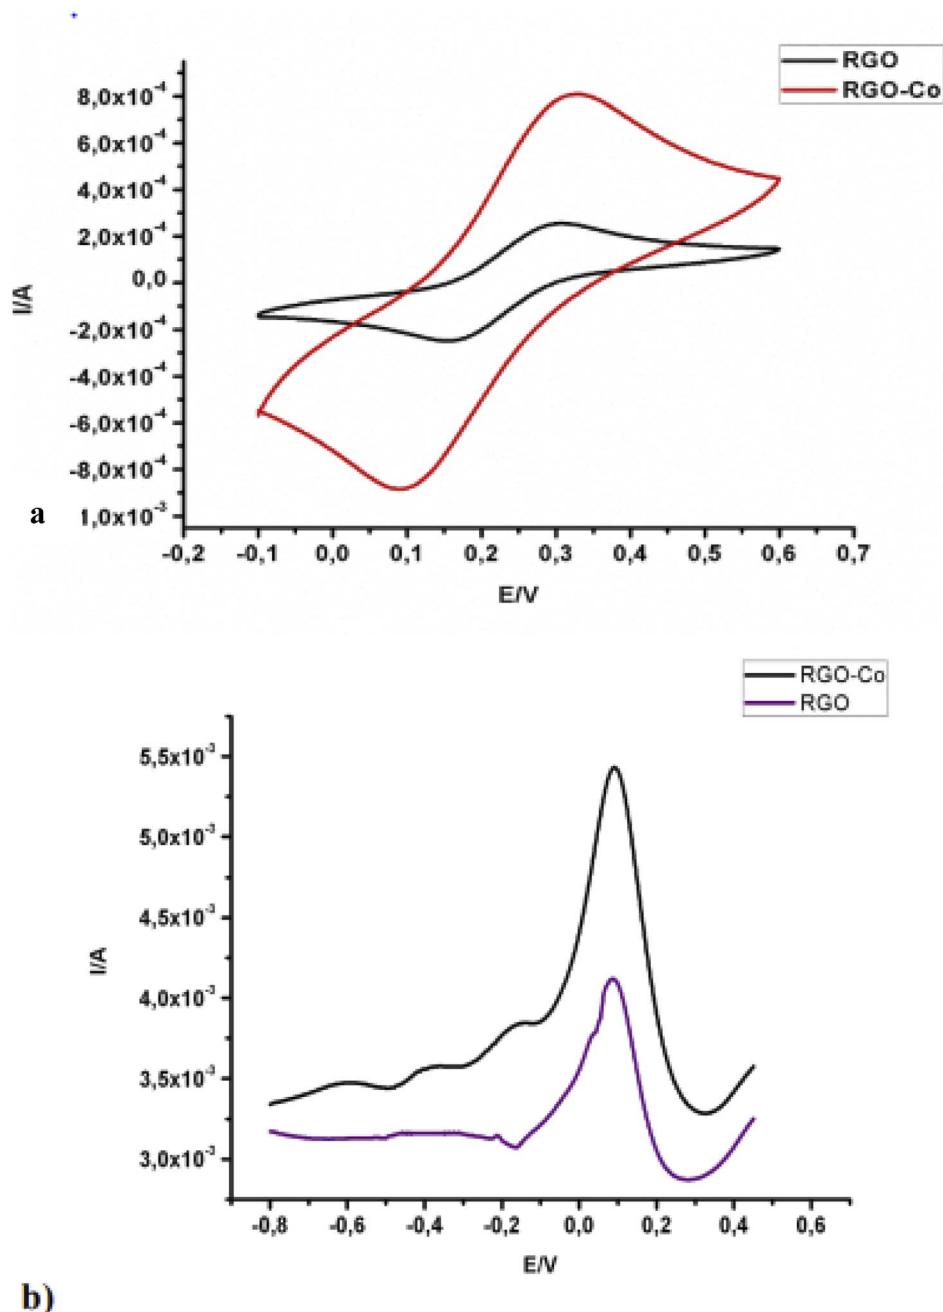 RGO
RGO-Co
8,0x10⁻⁴
6,0x10⁻⁴
4,0x10⁻⁴
2,0x10⁻⁴
0,0
-2,0x10⁻⁴
-4,0x10⁻⁴
-6,0x10⁻⁴
-8,0x10⁻⁴
1,0x10⁻³
I/A
a
-0,2 -0,1 0,0 0,1 0,2 0,3 0,4 0,5 0,6 0,7
E/V
RGO-Co
RGO
5,5x10⁻³
5,0x10⁻³
4,5x10⁻³
4,0x10⁻³
3,5x10⁻³
3,0x10⁻³
I/A
-0,8 -0,6 -0,4 -0,2 0,0 0,2 0,4 0,6
E/V
b)